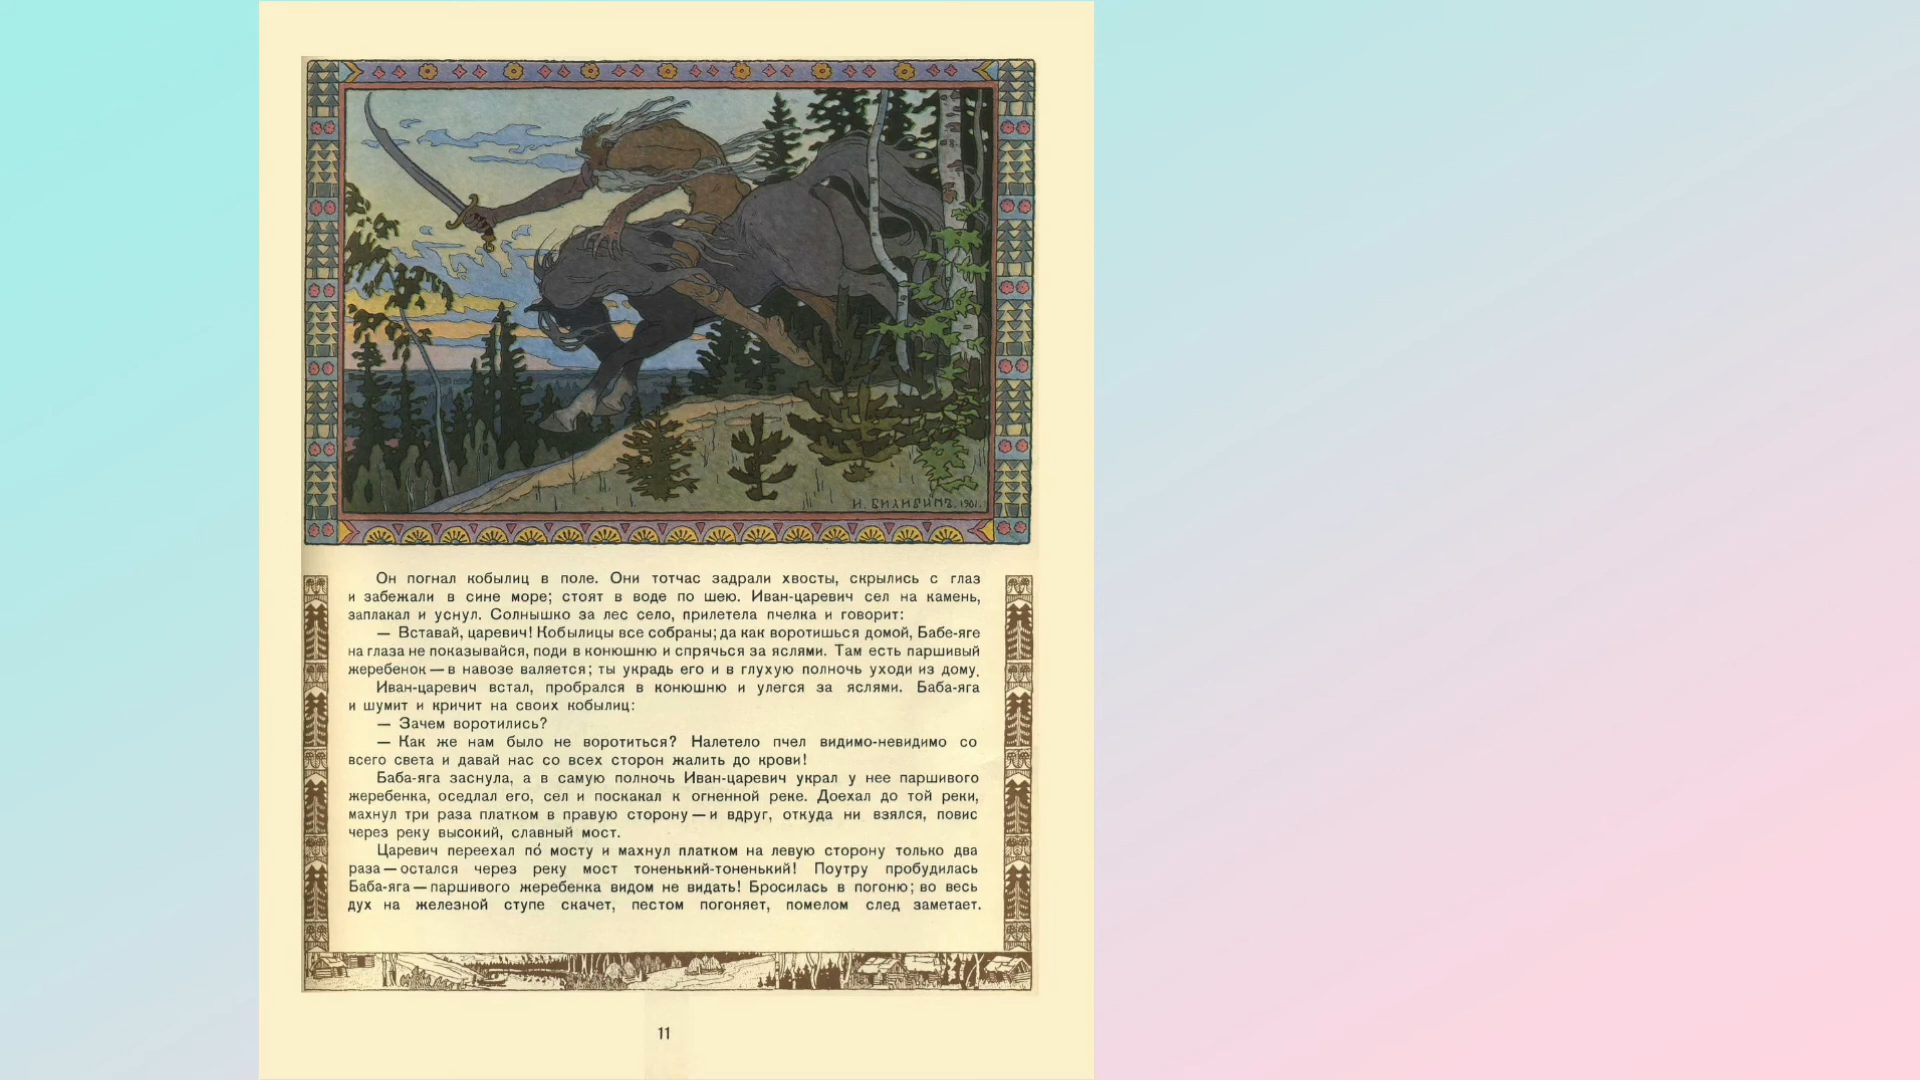 И. БИЛИБИНЪ. 1901.
Он погнал кобылиц в поле. Они тотчас задрали хвосты, скрылись с глаз
и забежали в сине море; стоят в воде по шею. Иван-царевич сел на камень,
заплакал и уснул. Солнышко за лес село, прилетела пчелка и говорит:
— Вставай, царевич! Кобылицы все собраны; да как воротишься домой, Бабе-яге
на глаза не показывайся, поди в конюшню и спрячься за яслями. Там есть паршивый
жеребенок — в навозе валяется; ты украдь его и в глухую полночь уходи из дому.
Иван-царевич встал, пробрался в конюшню и улегся за яслями. Баба-яга
и шумит и кричит на своих кобылиц:
— Зачем воротились?
— Как же нам было не воротиться? Налетело пчел видимо-невидимо со
всего света и давай нас со всех сторон жалить до крови!
Баба-яга заснула, а в самую полночь Иван-царевич украл у нее паршивого
жеребенка, оседлал его, сел и поскакал к огненной реке. Доехал до той реки,
махнул три раза платком в правую сторону — и вдруг, откуда ни взялся, повис
через реку высокий, славный мост.
Царевич переехал по́ мосту и махнул платком на левую сторону только два
раза — остался через реку мост тоненький-тоненький! Поутру пробудилась
Баба-яга — паршивого жеребенка видом не видать! Бросилась в погоню; во весь
дух на железной ступе скачет, пестом погоняет, помелом след заметает.
11